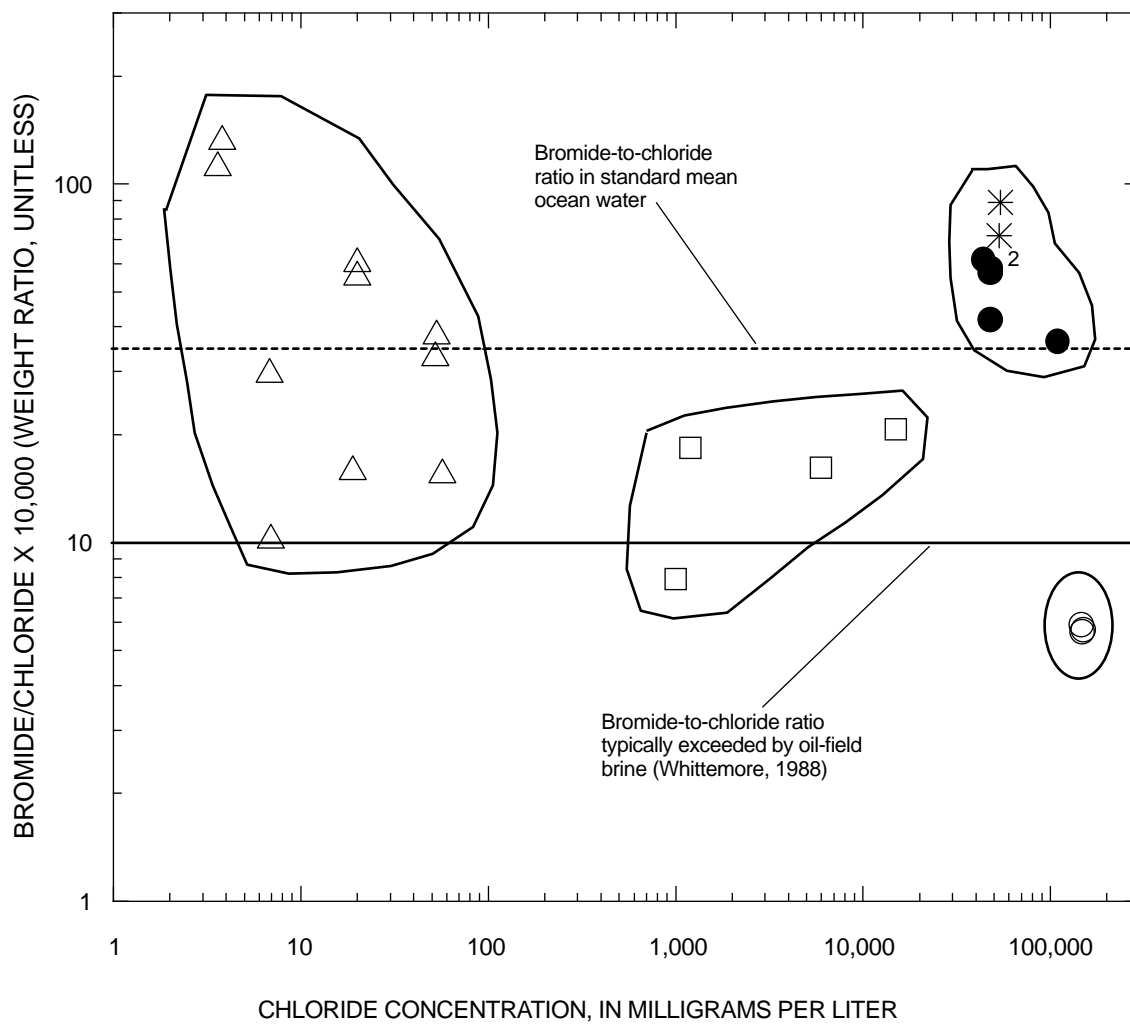 BROMIDE/CHLORIDE X 10,000 (WEIGHT RATIO, UNITLESS)
100
10
1
Bromide-to-chloride
ratio in standard mean
ocean water
2
Bromide-to-chloride ratio
typically exceeded by oil-field
brine (Whittemore, 1988)
1
10
100
1,000
10,000
100,000
CHLORIDE CONCENTRATION, IN MILLIGRAMS PER LITER